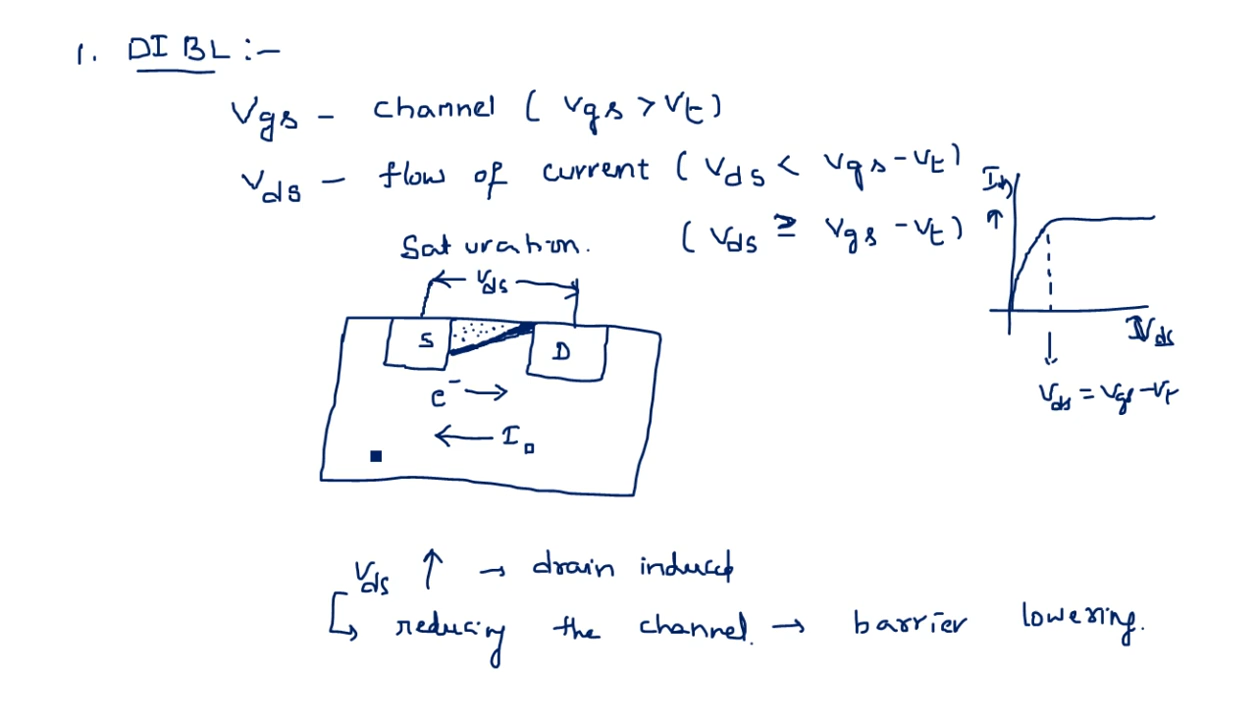 1. DIBL :-
Vgs - channel ( Vgs > Vt )
Vds - flow of current ( Vds < Vgs - Vt )
( Vds ≥ Vgs - Vt )
Saturation.
Vds
S
D
e⁻ →
← ID
ID ↑
Vds
Vds = Vgs - Vt
Vds ↑ → drain induced
↳ reducing the channel. → barrier lowering.